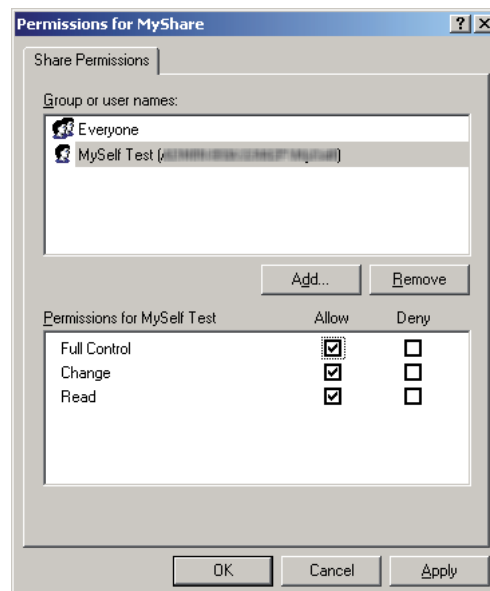 Permissions for MyShare
Share Permissions
Group or user names:
Everyone
MySelf Test (
Add... Remove
Permissions for MySelf Test Allow Deny
Full Control
Change
Read
OK Cancel Apply